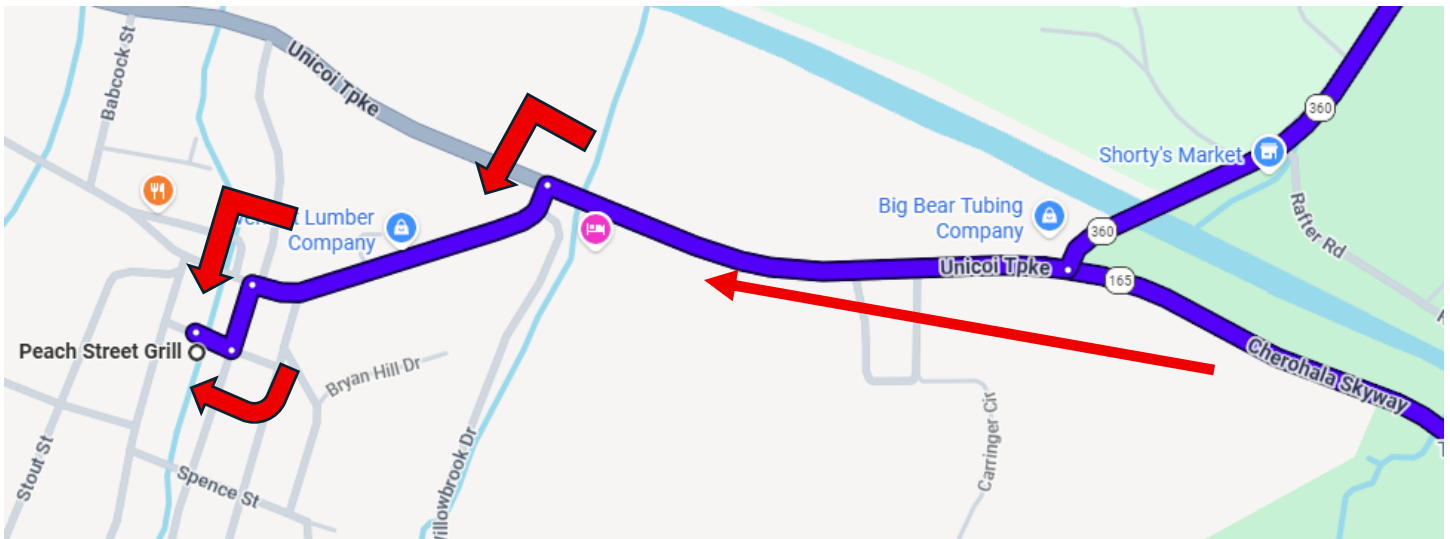 Babcock St
Unicoi Tpke
360
Shorty's Market
Lumber
Company
Big Bear Tubing
Company
360
Rafter Rd
Unicoi Tpke
165
Peach Street Grill
Bryan Hill Dr
Cherohala Skyway
Carringer Cir
Stout St
Spence St
illowbrook Dr
T